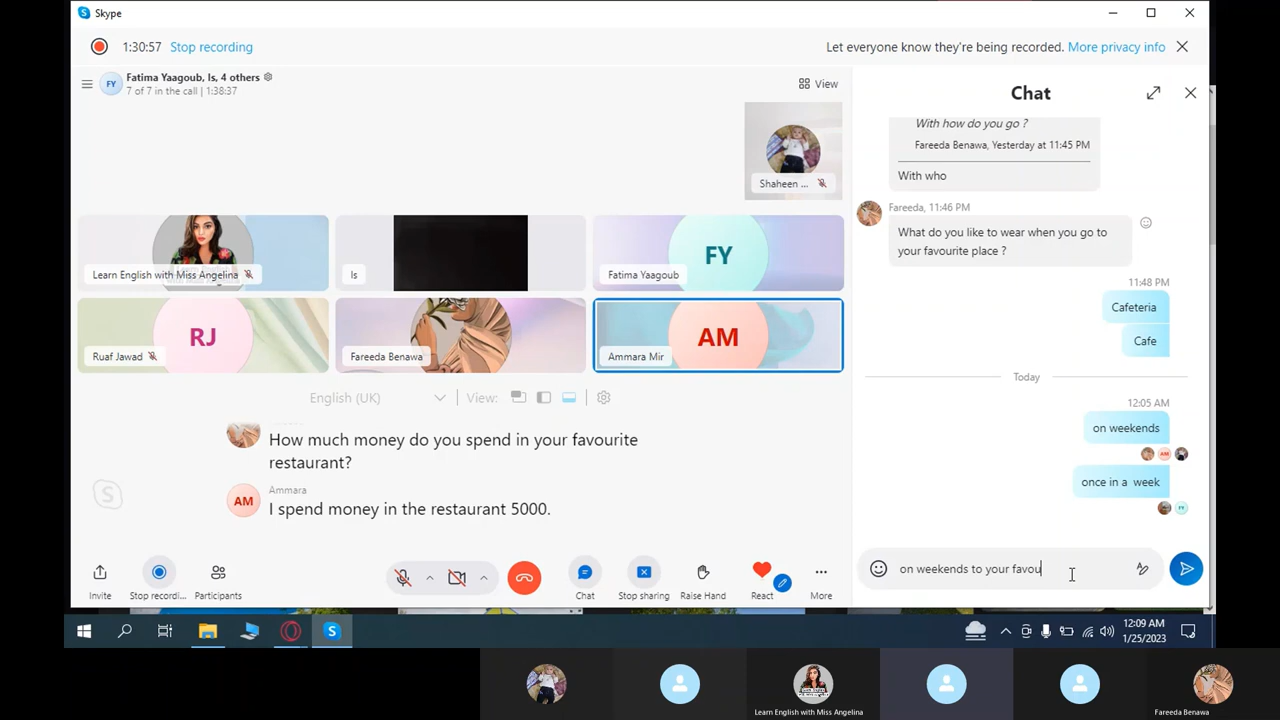 Skype
1:30:57 Stop recording
Let everyone know they're being recorded. More privacy info
FY
Fatima Yaagoub, Is, 4 others
7 of 7 in the call | 1:38:37
View
Shaheen ...
Learn English with Miss Angelina
Is
FY
Fatima Yaagoub
RJ
Ruaf Jawad
Fareeda Benawa
AM
Ammara Mir
English (UK)
View:
How much money do you spend in your favourite
restaurant?
Ammara
AM
I spend money in the restaurant 5000.
Invite
Stop recordi...
Participants
Chat
Stop sharing
Raise Hand
React
More
Chat
With how do you go ?
Fareeda Benawa, Yesterday at 11:45 PM
With who
Fareeda, 11:46 PM
What do you like to wear when you go to
your favourite place ?
11:48 PM
Cafeteria
Cafe
Today
12:05 AM
on weekends
AM
once in a week
FY
on weekends to your favou
12:09 AM
1/25/2023
Learn English with Miss Angelina
Fareeda Benawa